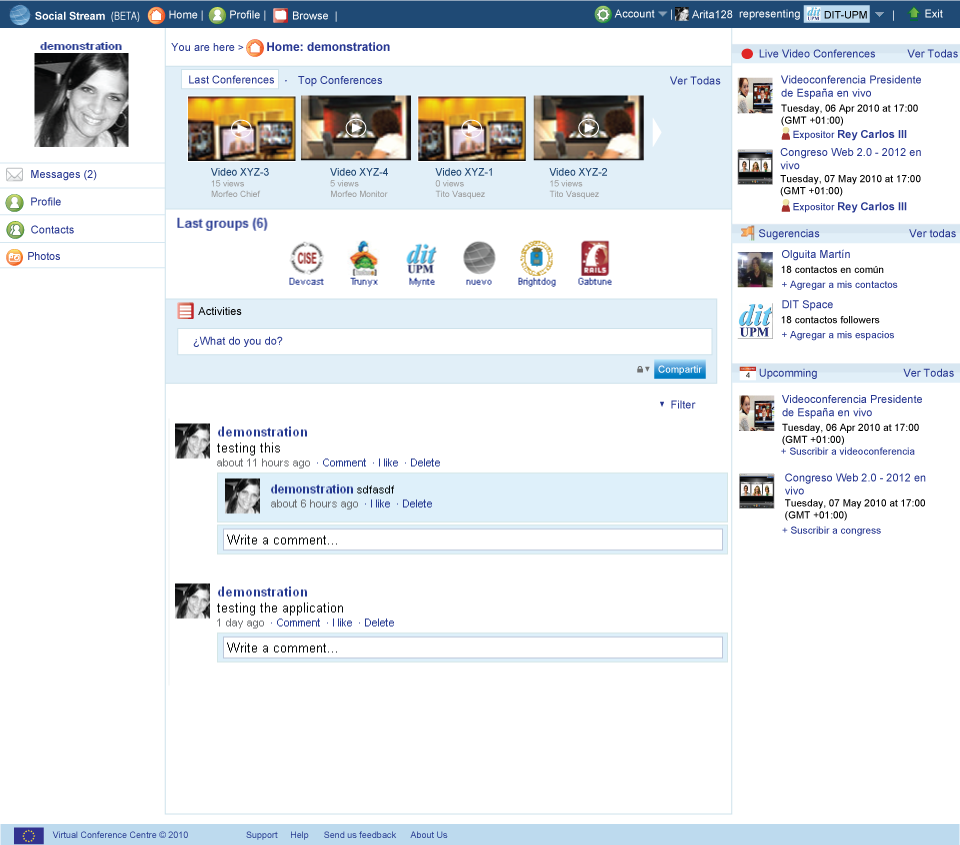 Social Stream (BETA) Home | Profile | Browse |
Account | Arita128 representing dit UPM DIT-UPM | Exit
demonstration
Messages (2)
Profile
Contacts
Photos
You are here > Home: demonstration
Last Conferences · Top Conferences Ver Todas
Video XYZ-3
15 views
Morfeo Chief
Video XYZ-4
5 views
Morfeo Monitor
Video XYZ-1
0 views
Tito Vasquez
Video XYZ-2
15 views
Tito Vasquez
Last groups (6)
CISE
Devcast
Trunyx
dit
UPM
Mynte
nuevo
Brightdog
RAILS
Gabtune
Activities
¿What do you do?
Compartir
Filter
demonstration
testing this
about 11 hours ago · Comment · I like · Delete
demonstration sdfasdf
about 6 hours ago · I like · Delete
Write a comment...
demonstration
testing the application
1 day ago · Comment · I like · Delete
Write a comment...
Live Video Conferences Ver Todas
Videoconferencia Presidente
de España en vivo
Tuesday, 06 Apr 2010 at 17:00
(GMT +01:00)
Expositor Rey Carlos III
Congreso Web 2.0 - 2012 en
vivo
Tuesday, 07 May 2010 at 17:00
(GMT +01:00)
Expositor Rey Carlos III
Sugerencias Ver todas
Olguita Martín
18 contactos en común
+ Agregar a mis contactos
dit
UPM
DIT Space
18 contactos followers
+ Agregar a mis espacios
4 Upcomming Ver Todas
Videoconferencia Presidente
de España en vivo
Tuesday, 06 Apr 2010 at 17:00
(GMT +01:00)
+ Suscribir a videoconferencia
Congreso Web 2.0 - 2012 en
vivo
Tuesday, 07 May 2010 at 17:00
(GMT +01:00)
+ Suscribir a congress
Virtual Conference Centre © 2010 Support Help Send us feedback About Us